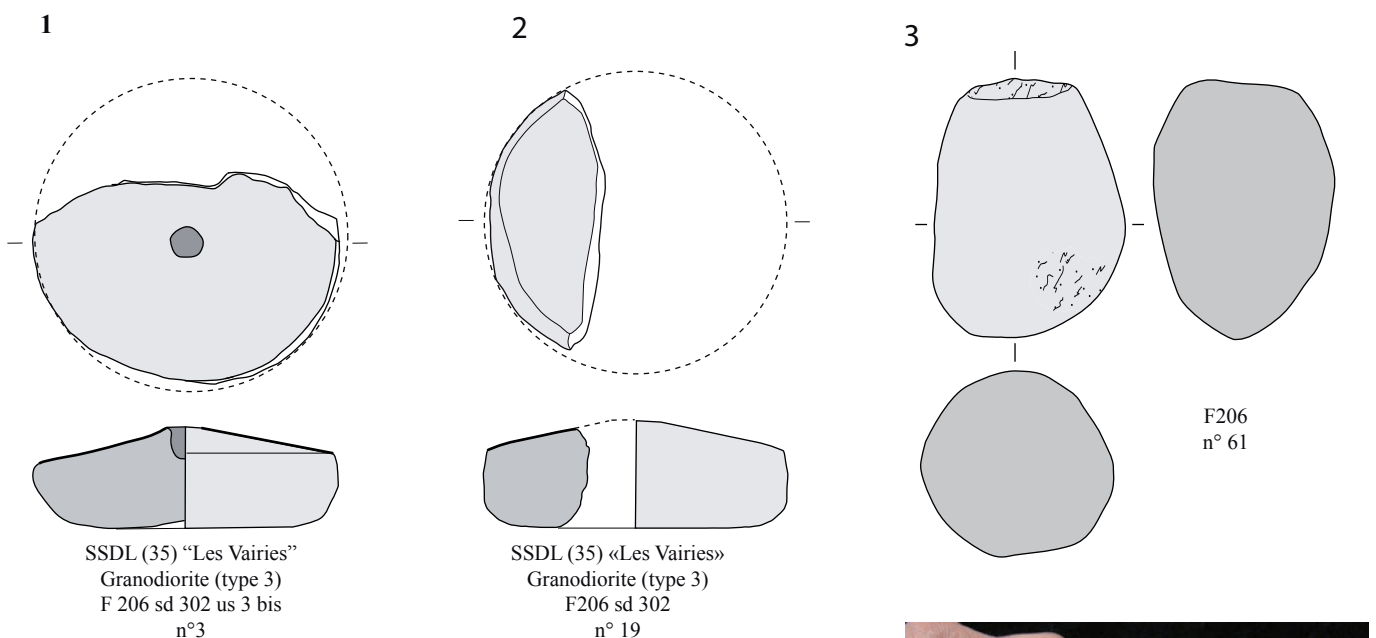 1
SSDL (35) “Les Vairies”
Granodiorite (type 3)
F 206 sd 302 us 3 bis
n°3
2
SSDL (35) «Les Vairies»
Granodiorite (type 3)
F206 sd 302
n° 19
3
F206
n° 61